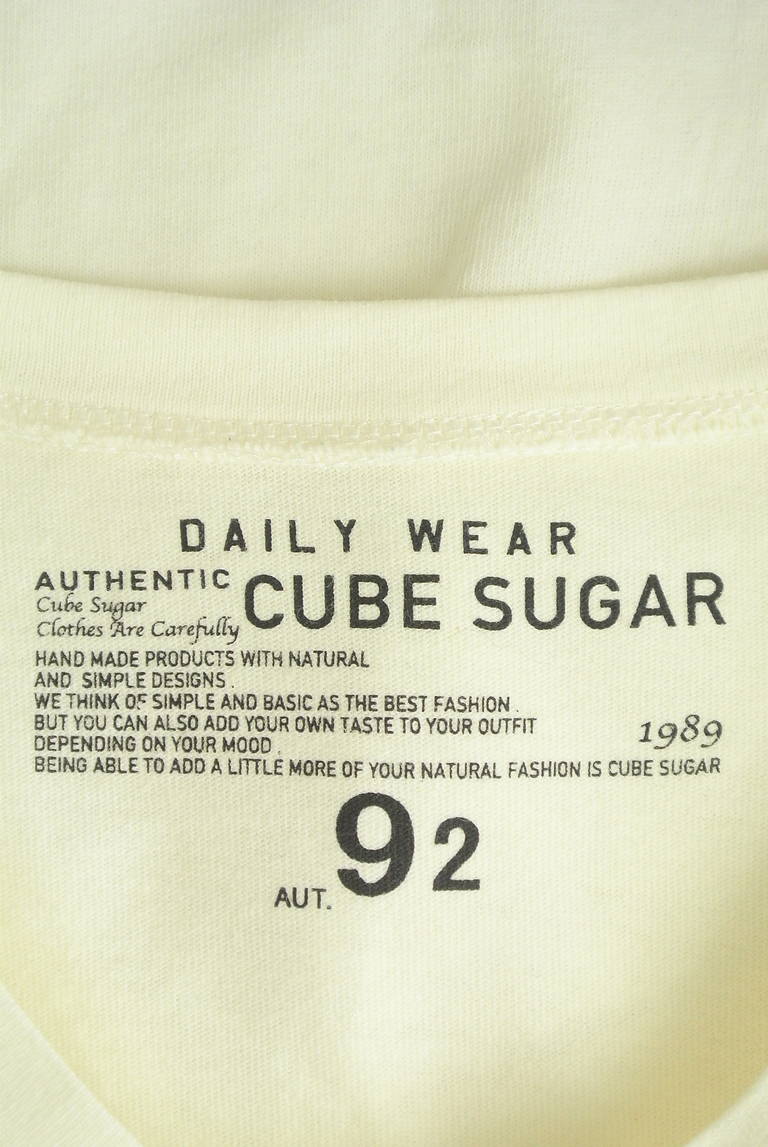 DAILY WEAR
AUTHENTIC
Cube Sugar
Clothes Are Carefully
CUBE SUGAR
HAND MADE PRODUCTS WITH NATURAL
AND SIMPLE DESIGNS.
WE THINK OF SIMPLE AND BASIC AS THE BEST FASHION.
BUT YOU CAN ALSO ADD YOUR OWN TASTE TO YOUR OUTFIT
DEPENDING ON YOUR MOOD.
1989
BEING ABLE TO ADD A LITTLE MORE OF YOUR NATURAL FASHION IS CUBE SUGAR
AUT. 92